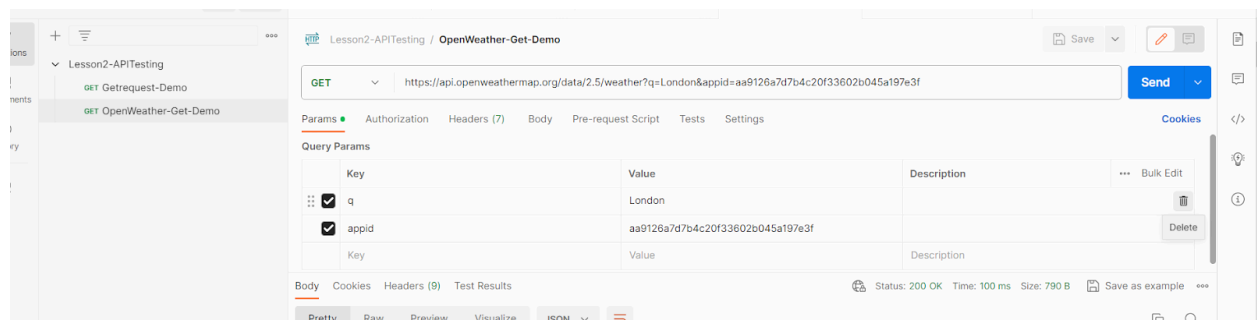 HTTP Lesson2-APITesting / OpenWeather-Get-Demo
Save
ions
Lesson2-APITesting
GET Getrequest-Demo
GET OpenWeather-Get-Demo
GET https://api.openweathermap.org/data/2.5/weather?q=London&appid=aa9126a7d7b4c20f33602b045a197e3f Send
Params Authorization Headers (7) Body Pre-request Script Tests Settings Cookies
Query Params
Key Value Description Bulk Edit
q London
appid aa9126a7d7b4c20f33602b045a197e3f Delete
Key Value Description
Body Cookies Headers (9) Test Results Status: 200 OK Time: 100 ms Size: 790 B Save as example
Pretty Raw Preview Visualize JSON